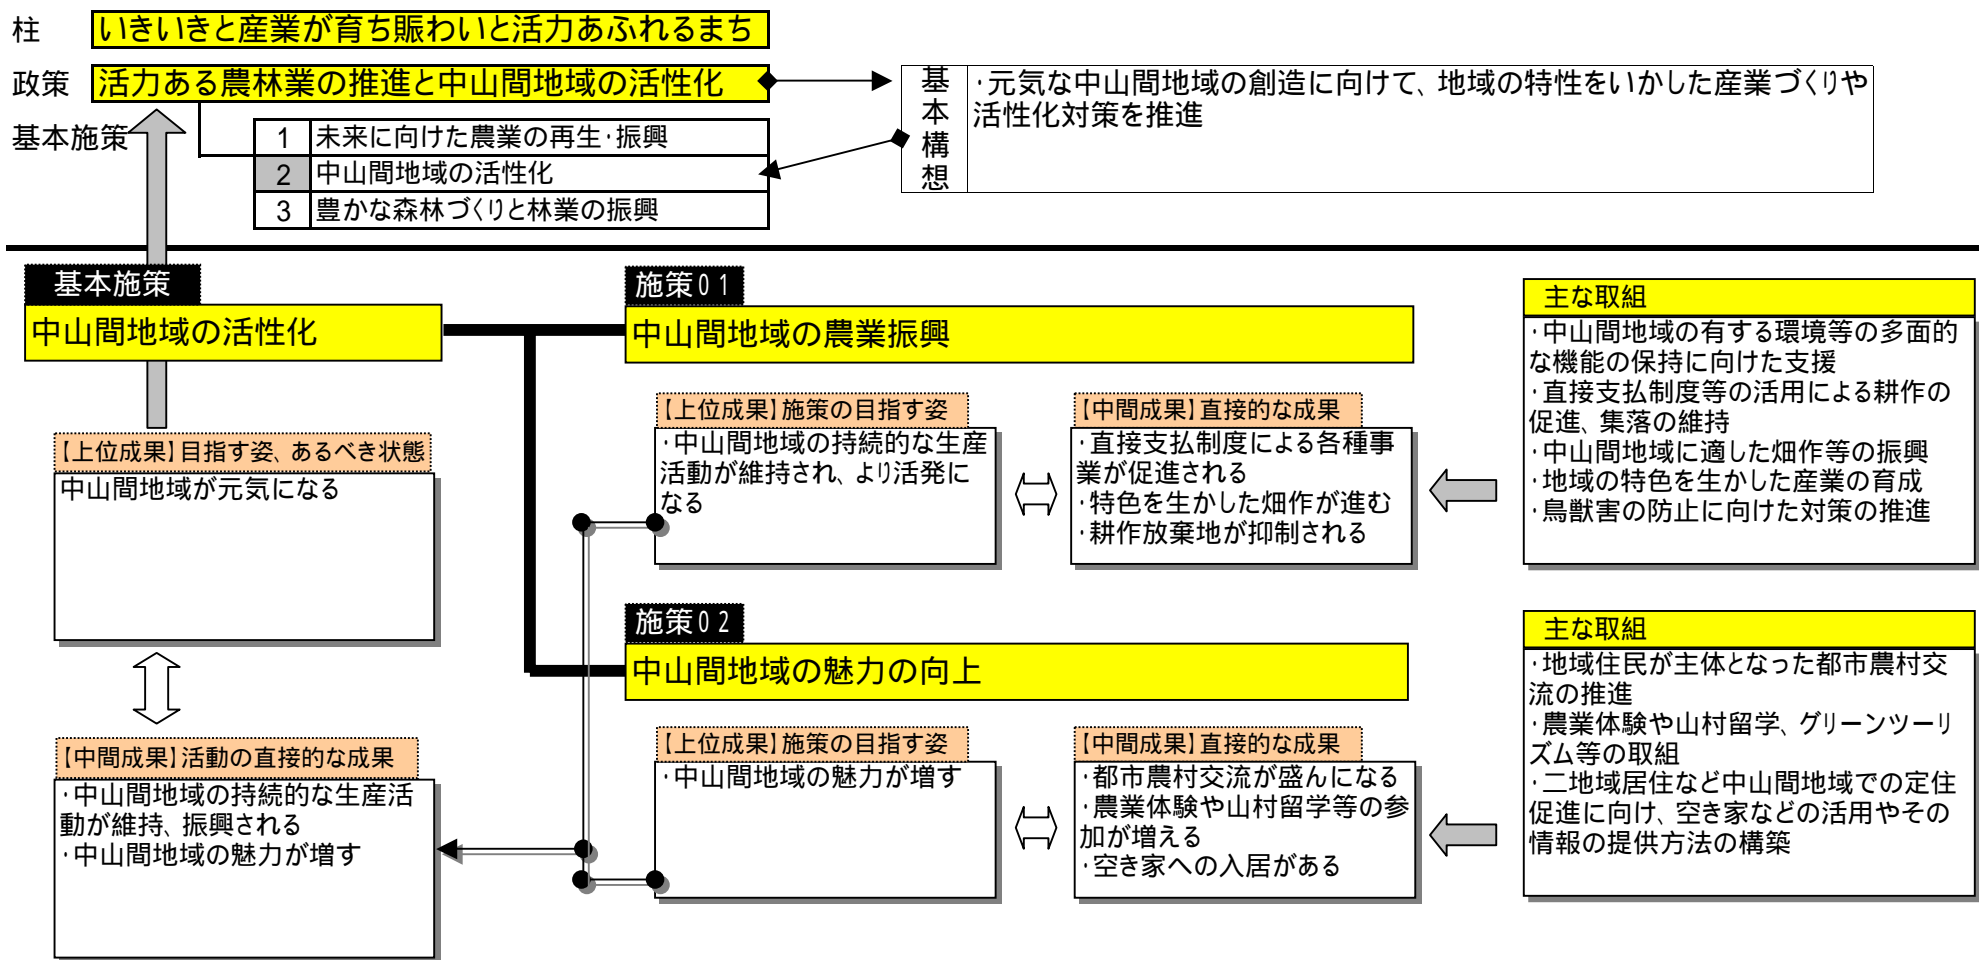 柱
いきいきと産業が育ち賑わいと活力あふれるまち
政策
活力ある農林業の推進と中山間地域の活性化
基本施策
1 未来に向けた農業の再生・振興
2 中山間地域の活性化
3 豊かな森林づくりと林業の振興
基本構想
・元気な中山間地域の創造に向けて、地域の特性をいかした産業づくりや
活性化対策を推進
基本施策
中山間地域の活性化
【上位成果】目指す姿、あるべき状態
中山間地域が元気になる
【中間成果】活動の直接的な成果
・中山間地域の持続的な生産活
動が維持、振興される
・中山間地域の魅力が増す
施策01
中山間地域の農業振興
【上位成果】施策の目指す姿
・中山間地域の持続的な生産
活動が維持され、より活発に
なる
【中間成果】直接的な成果
・直接支払制度による各種事
業が促進される
・特色を生かした畑作が進む
・耕作放棄地が抑制される
主な取組
・中山間地域の有する環境等の多面的
な機能の保持に向けた支援
・直接支払制度等の活用による耕作の
促進、集落の維持
・中山間地域に適した畑作等の振興
・地域の特色を生かした産業の育成
・鳥獣害の防止に向けた対策の推進
施策02
中山間地域の魅力の向上
【上位成果】施策の目指す姿
・中山間地域の魅力が増す
【中間成果】直接的な成果
・都市農村交流が盛んになる
・農業体験や山村留学等の参
加が増える
・空き家への入居がある
主な取組
・地域住民が主体となった都市農村交
流の推進
・農業体験や山村留学、グリーンツーリ
ズム等の取組
・二地域居住など中山間地域での定住
促進に向け、空き家などの活用やその
情報の提供方法の構築